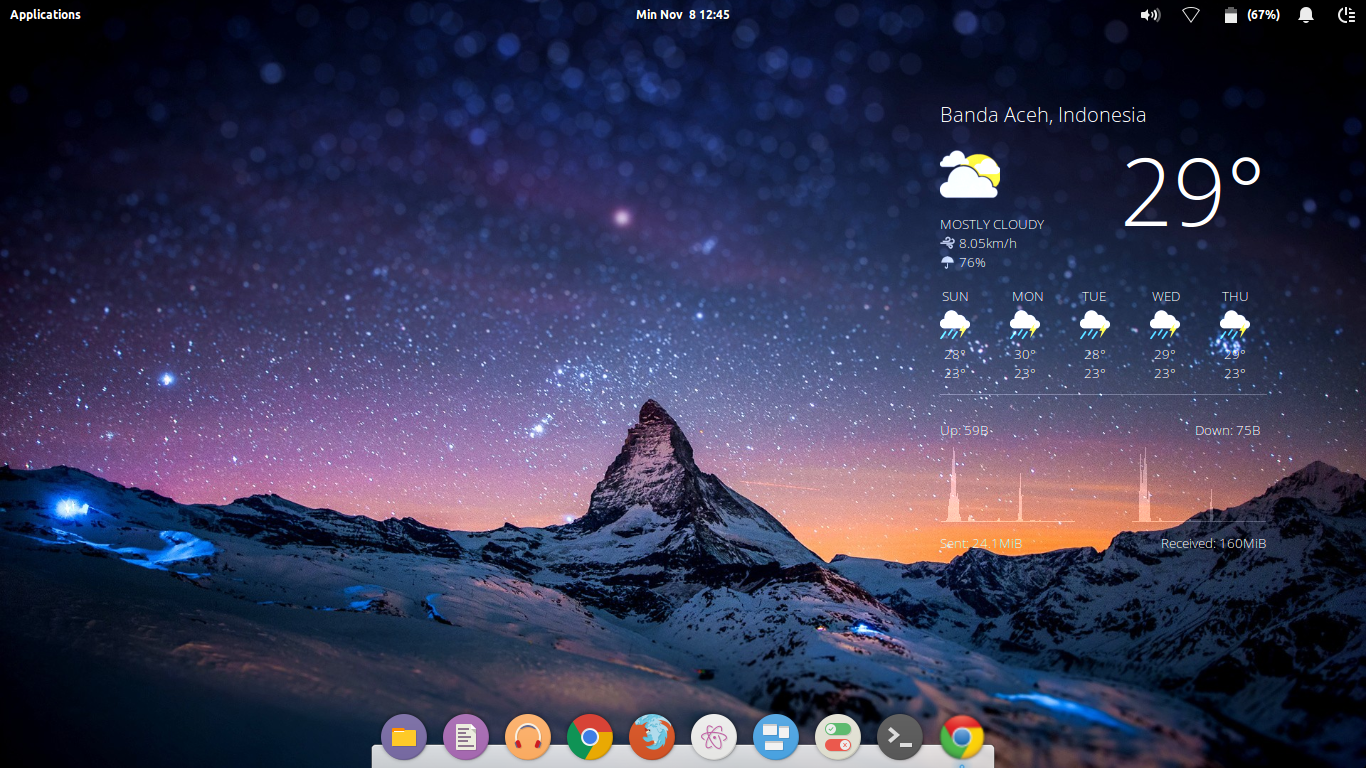 Applications
Min Nov 8 12:45
(67%)
Banda Aceh, Indonesia
29°
MOSTLY CLOUDY
8.05km/h
76%
SUN MON TUE WED THU
28° 30° 28° 29° 29°
23° 23° 23° 23° 23°
Up: 59B Down: 75B
Sent: 24.1MiB Received: 160MiB